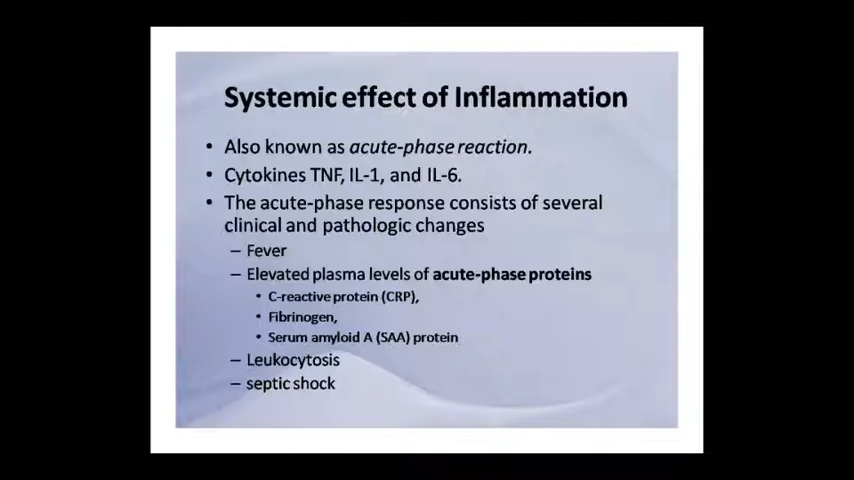 Systemic effect of Inflammation
• Also known as acute-phase reaction.
• Cytokines TNF, IL-1, and IL-6.
• The acute-phase response consists of several
clinical and pathologic changes
– Fever
– Elevated plasma levels of acute-phase proteins
• C-reactive protein (CRP),
• Fibrinogen,
• Serum amyloid A (SAA) protein
– Leukocytosis
– septic shock